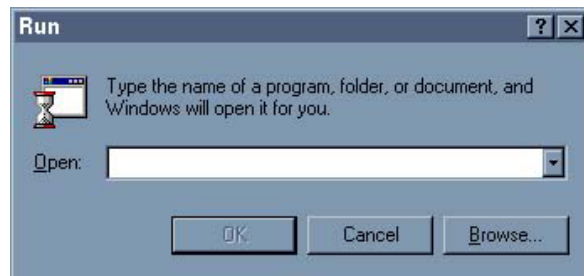 Run
Type the name of a program, folder, or document, and
Windows will open it for you.
Open:
OK Cancel Browse...